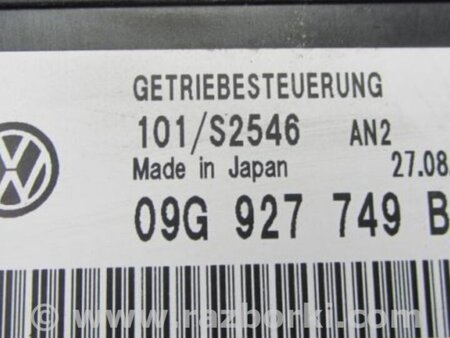 GETRIEBESTEUERUNG
101/S2546 AN2
Made in Japan 27.08
09G 927 749 B
© www.razborki.com